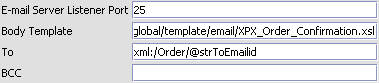 E-mail Server Listener Port 25
Body Template global/template/email/XPX_Order_Confirmation.xsl
To xml:/Order/@strToEmailid
BCC